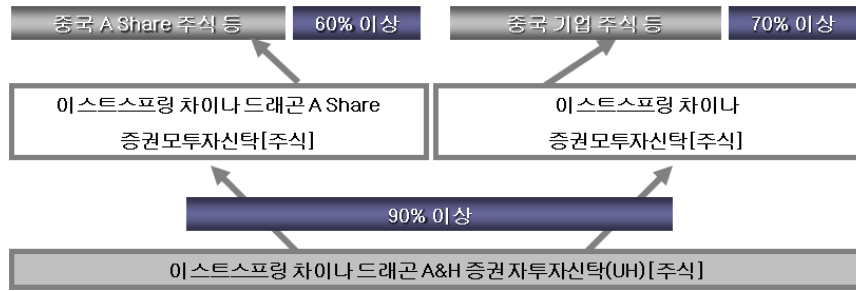 중국 A Share 주식 등
60% 이상
중국 기업 주식 등
70% 이상
이스트스프링 차이나 드래곤 A Share
증권모투자신탁[주식]
이스트스프링 차이나
증권모투자신탁[주식]
90% 이상
이스트스프링 차이나 드래곤 A&H 증권 자투자신탁(UH)[주식]